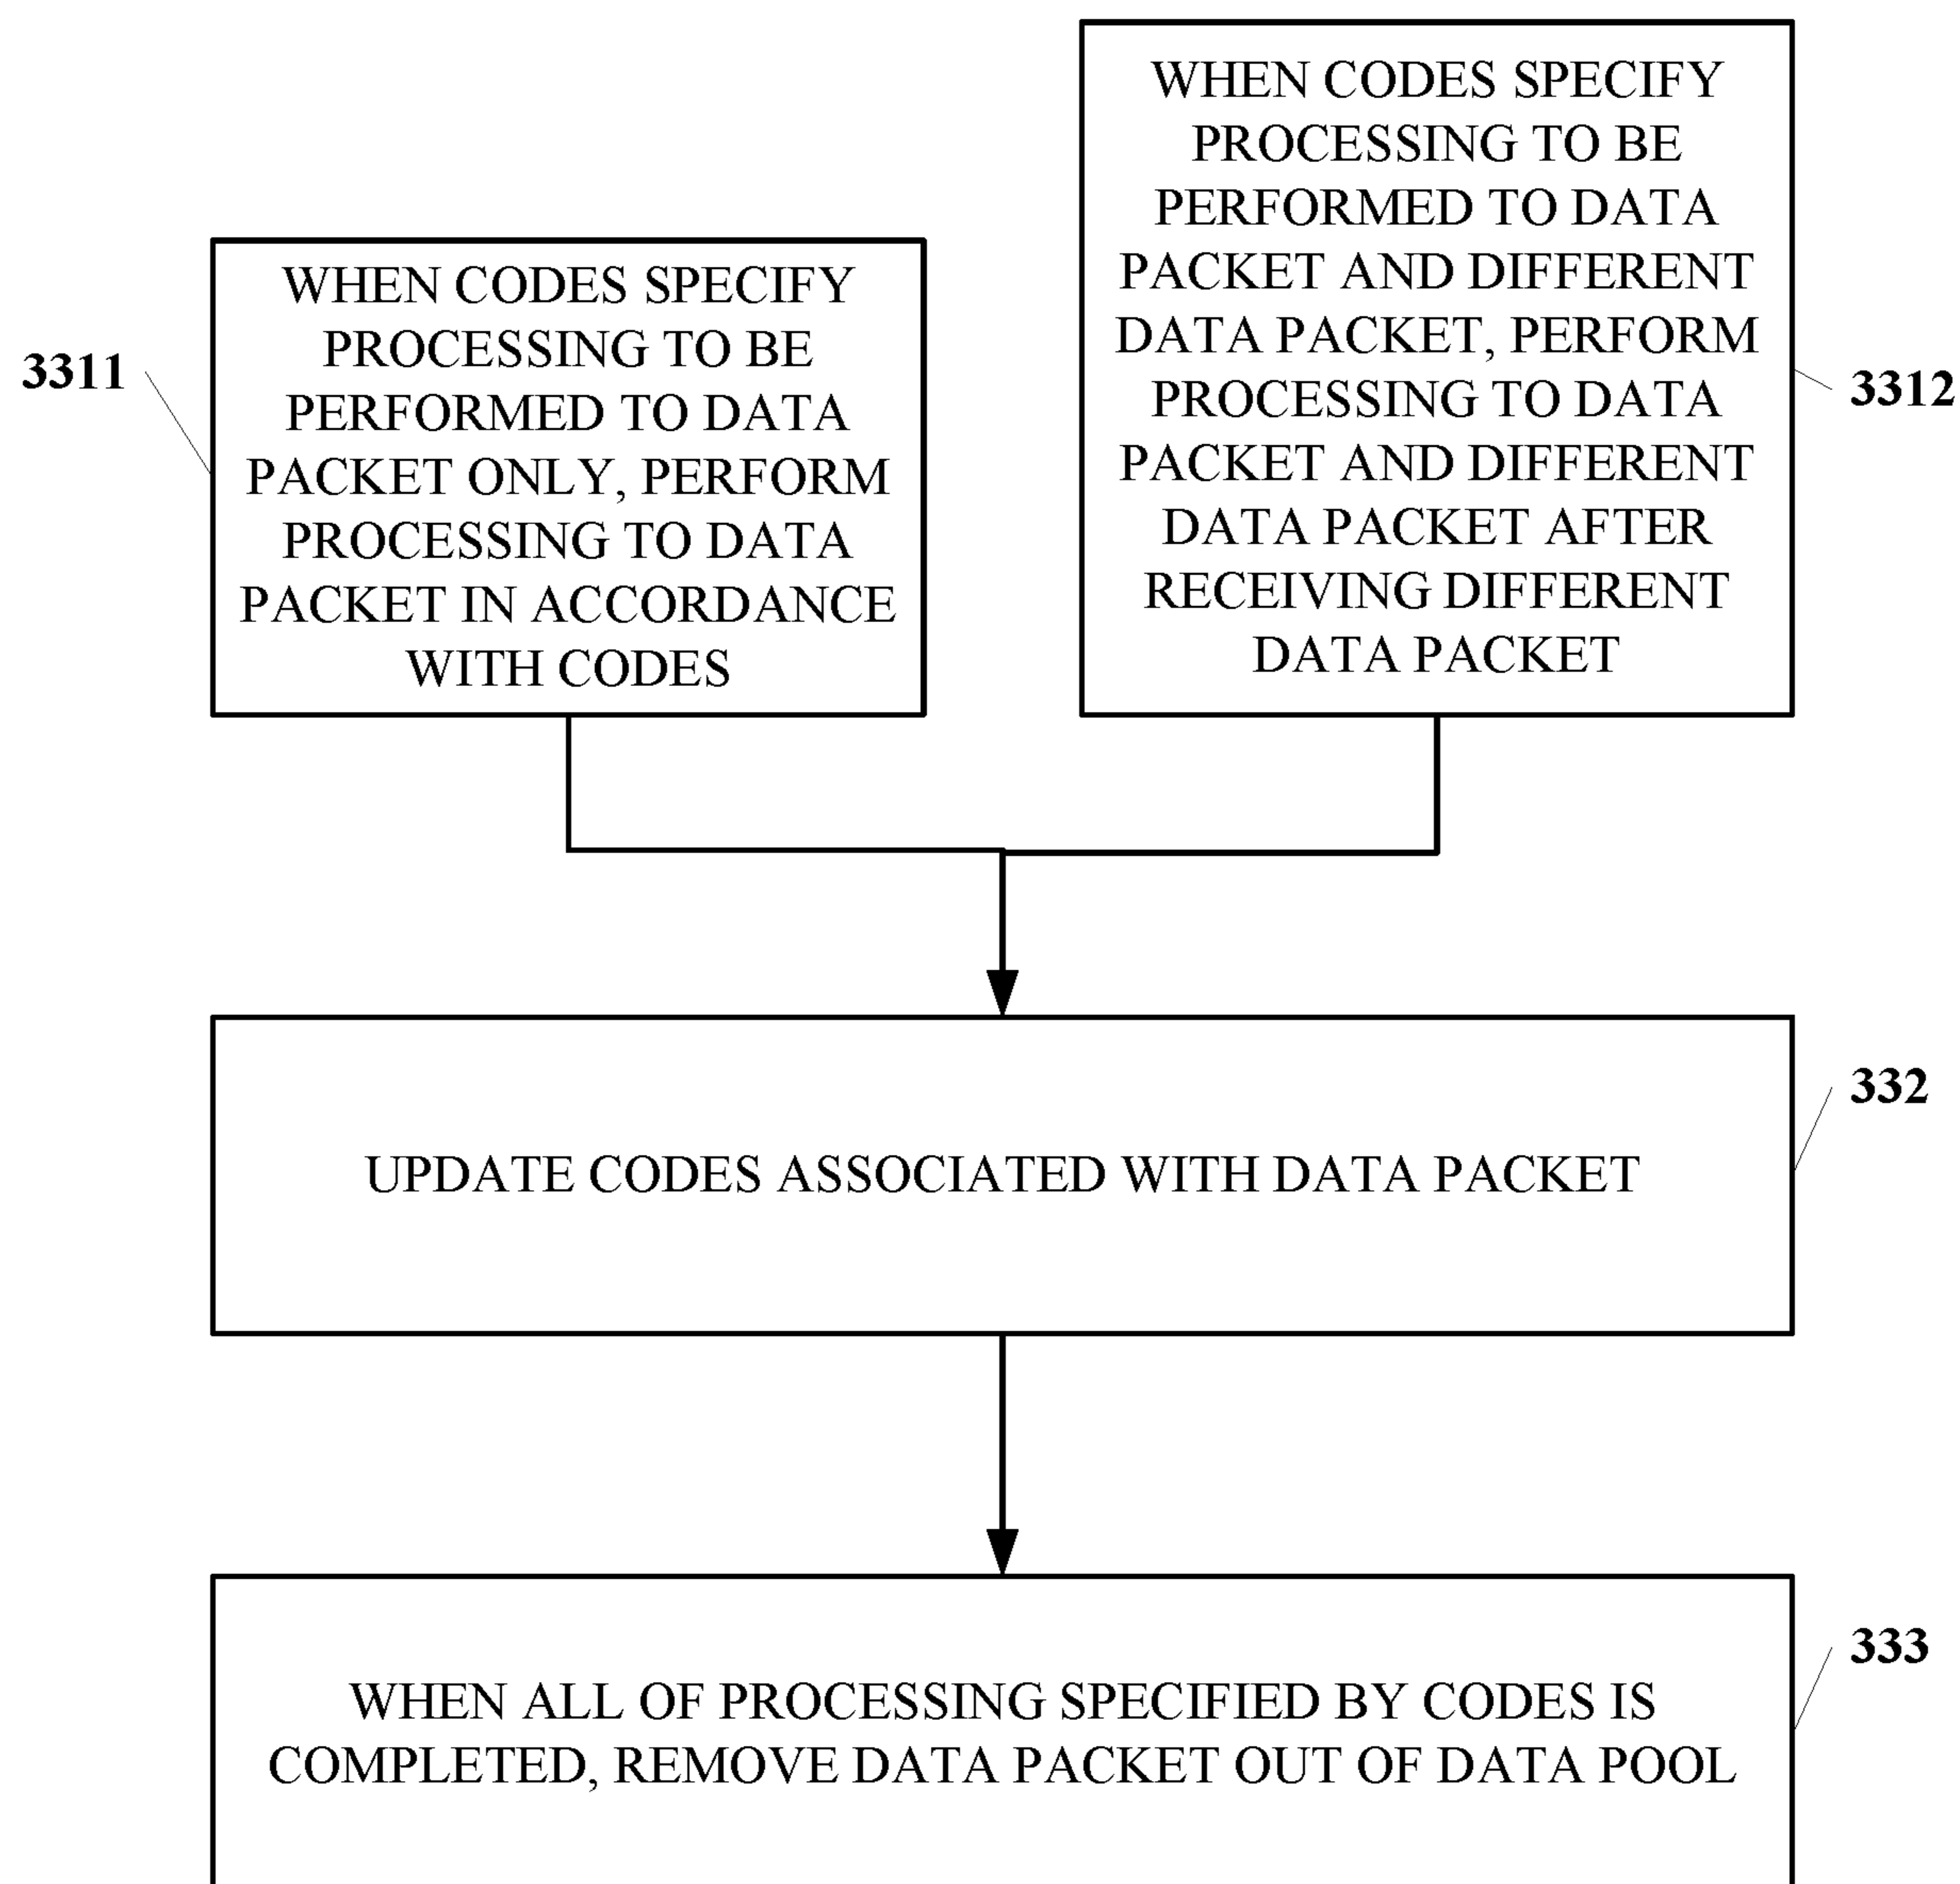 3311
WHEN CODES SPECIFY
PROCESSING TO BE
PERFORMED TO DATA
PACKET ONLY, PERFORM
PROCESSING TO DATA
PACKET IN ACCORDANCE
WITH CODES
WHEN CODES SPECIFY
PROCESSING TO BE
PERFORMED TO DATA
PACKET AND DIFFERENT
DATA PACKET, PERFORM
PROCESSING TO DATA
PACKET AND DIFFERENT
DATA PACKET AFTER
RECEIVING DIFFERENT
DATA PACKET
3312
UPDATE CODES ASSOCIATED WITH DATA PACKET
332
WHEN ALL OF PROCESSING SPECIFIED BY CODES IS
COMPLETED, REMOVE DATA PACKET OUT OF DATA POOL
333